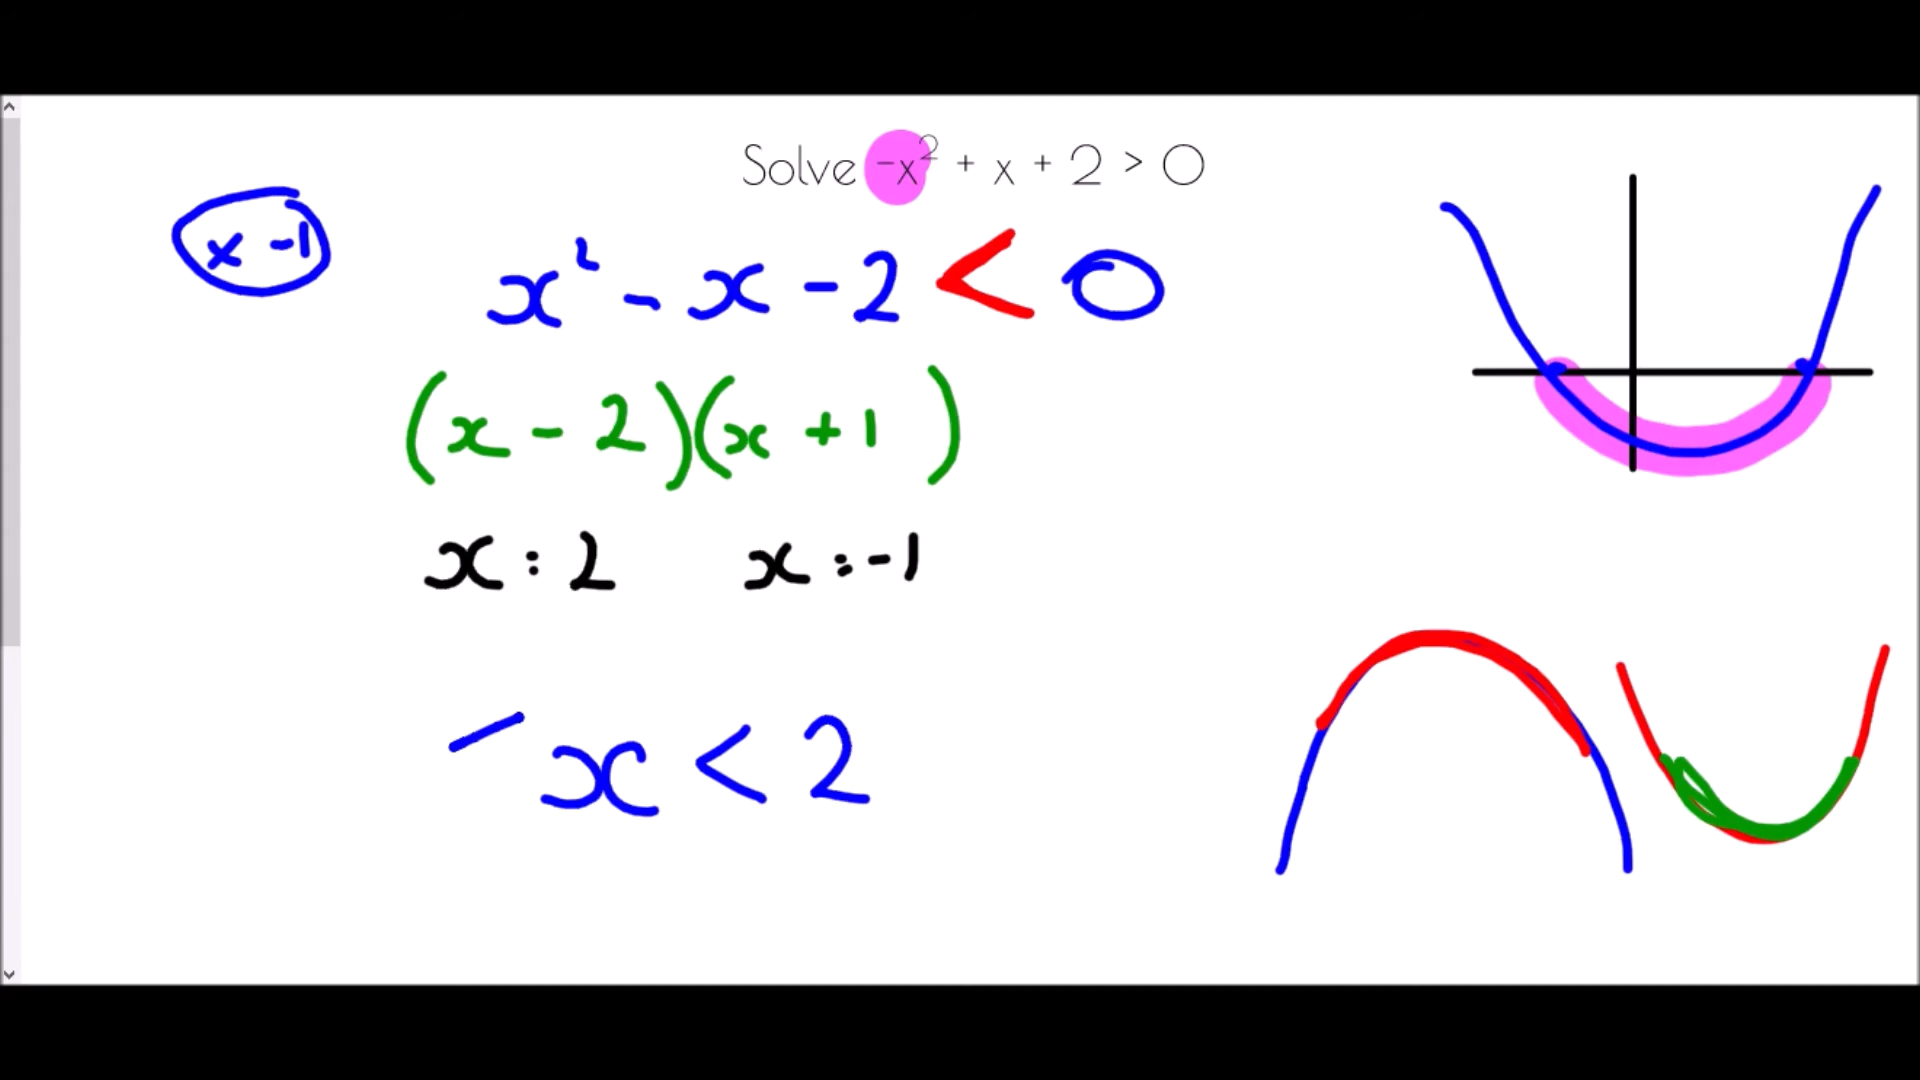 Solve -x² + x + 2 > 0
x -1
x² - x - 2 < 0
(x - 2)(x + 1)
x = 2 x = -1
x < 2